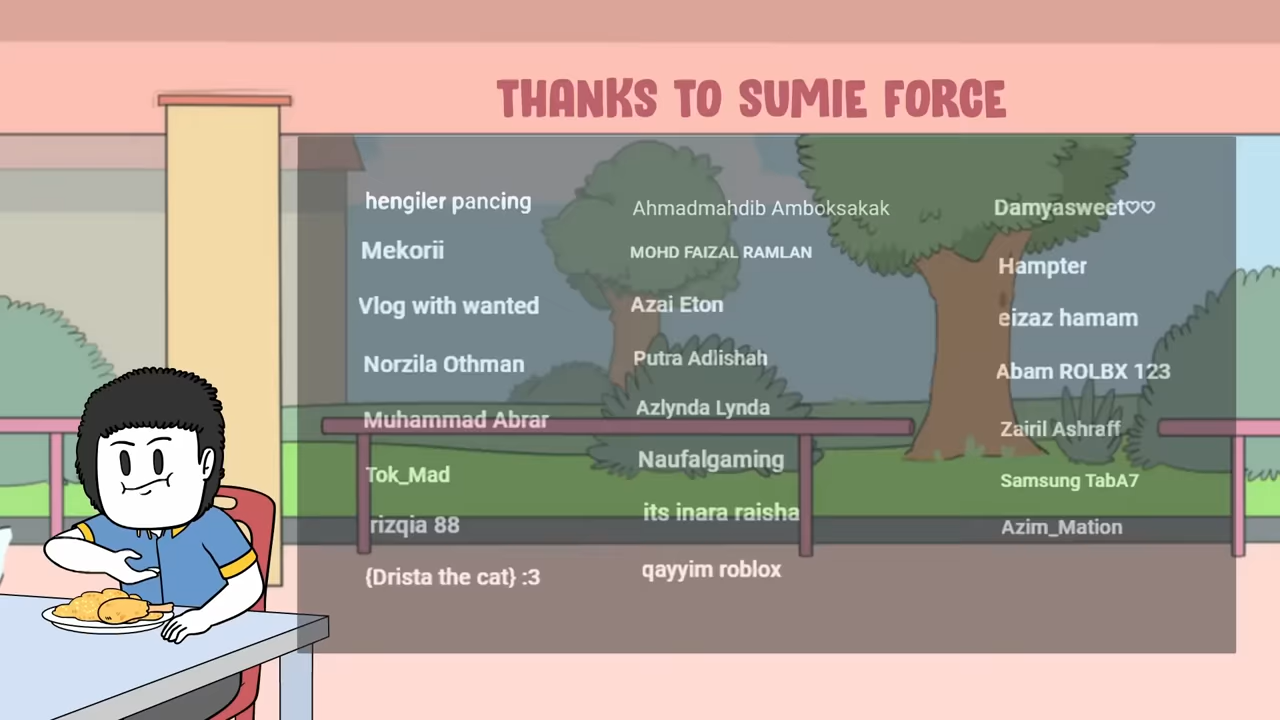 THANKS TO SUMIE FORCE
hengiler pancing
Mekorii
Vlog with wanted
Norzila Othman
Muhammad Abrar
Tok_Mad
rizqia 88
{Drista the cat} :3
Ahmadmahdib Amboksakak
MOHD FAIZAL RAMLAN
Azai Eton
Putra Adlishah
Azlynda Lynda
Naufalgaming
its inara raisha
qayyim roblox
Damyasweet♡♡
Hampter
eizaz hamam
Abam ROLBX 123
Zairil Ashraff
Samsung TabA7
Azim_Mation